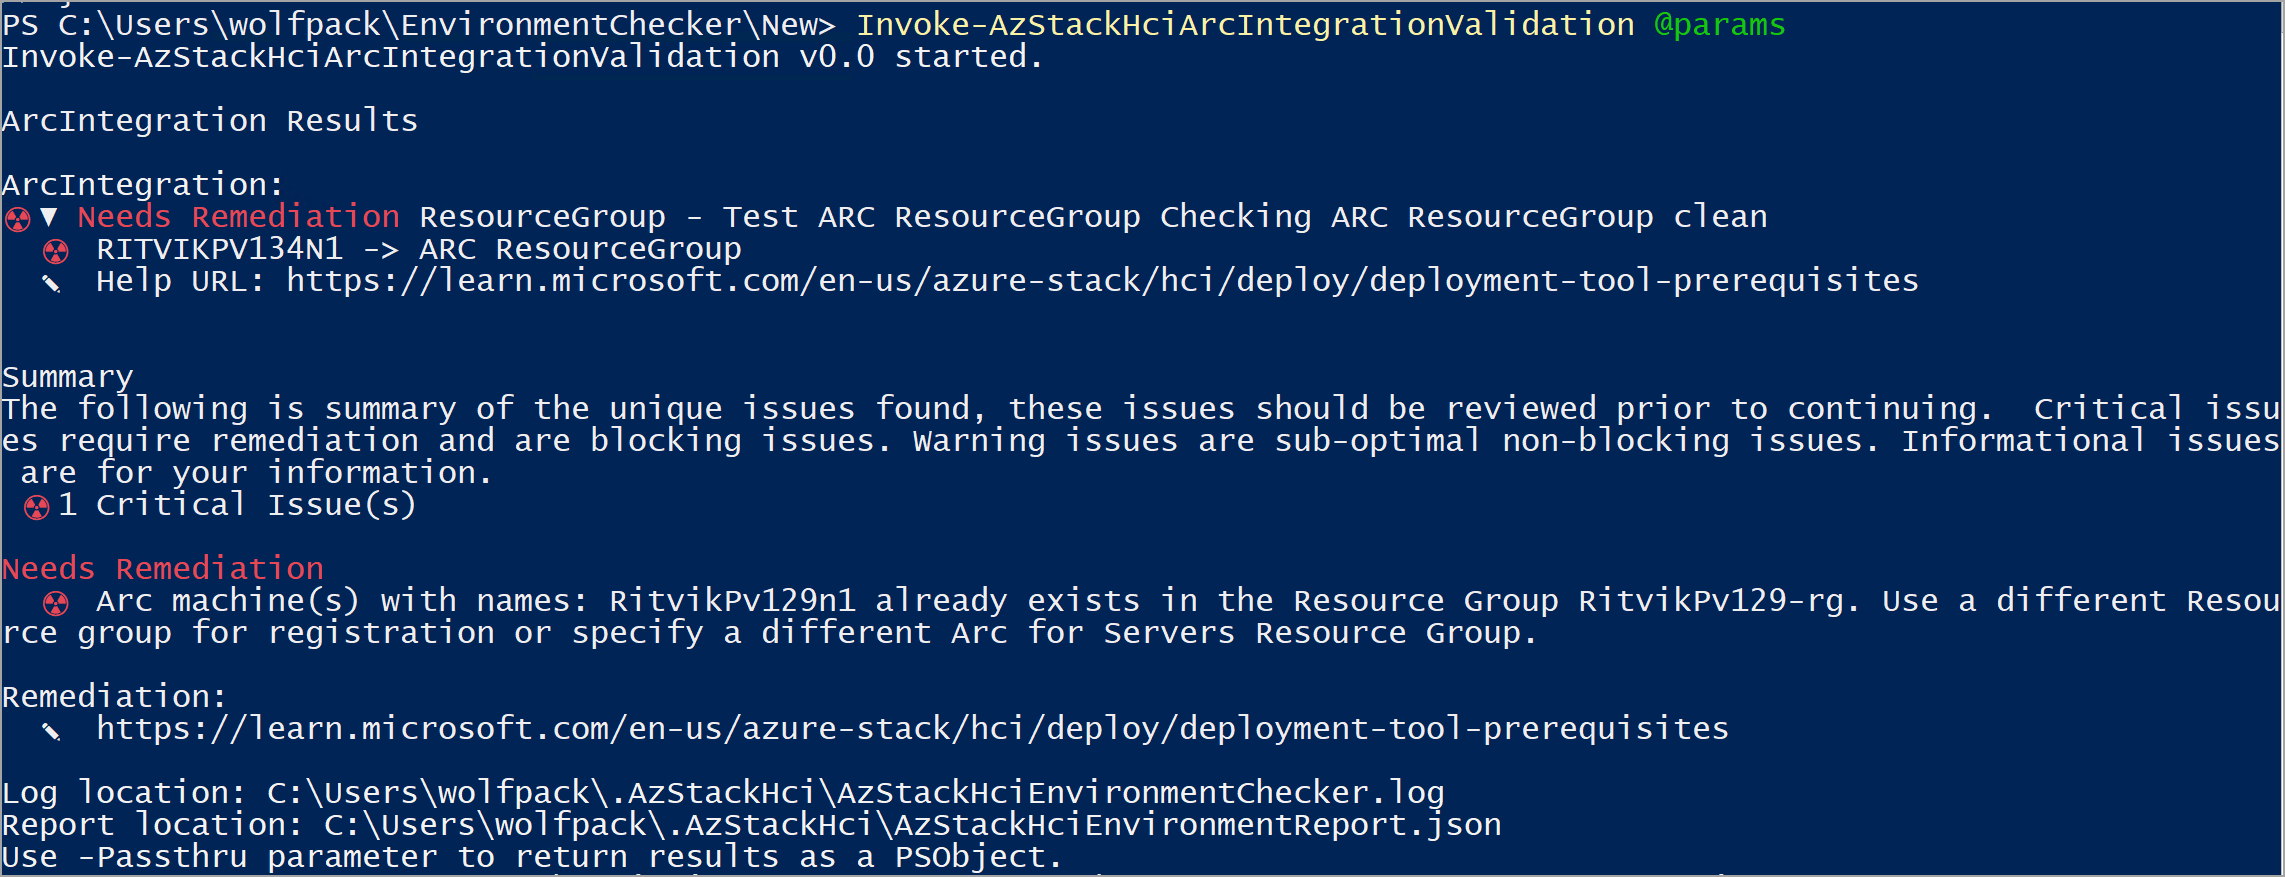 PS C:\Users\wolfpack\EnvironmentChecker\New> Invoke-AzStackHciArcIntegrationValidation @params
Invoke-AzStackHciArcIntegrationValidation v0.0 started.
ArcIntegration Results
ArcIntegration:
☢ ▼ Needs Remediation ResourceGroup - Test ARC ResourceGroup Checking ARC ResourceGroup clean
☢ RITVIKPV134N1 -> ARC ResourceGroup
✎ Help URL: https://learn.microsoft.com/en-us/azure-stack/hci/deploy/deployment-tool-prerequisites
Summary
The following is summary of the unique issues found, these issues should be reviewed prior to continuing.  Critical issu
es require remediation and are blocking issues. Warning issues are sub-optimal non-blocking issues. Informational issues
are for your information.
☢ 1 Critical Issue(s)
Needs Remediation
☢ Arc machine(s) with names: RitvikPv129n1 already exists in the Resource Group RitvikPv129-rg. Use a different Resou
rce group for registration or specify a different Arc for Servers Resource Group.
Remediation:
✎ https://learn.microsoft.com/en-us/azure-stack/hci/deploy/deployment-tool-prerequisites
Log location: C:\Users\wolfpack\.AzStackHci\AzStackHciEnvironmentChecker.log
Report location: C:\Users\wolfpack\.AzStackHci\AzStackHciEnvironmentReport.json
Use -Passthru parameter to return results as a PSObject.